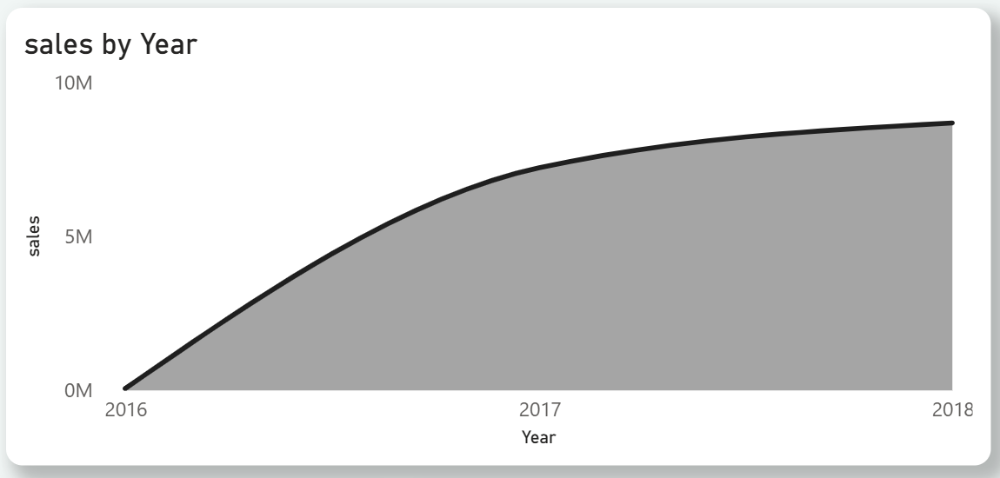 sales by Year
10M
5M
0M
sales
2016 2017 2018
Year